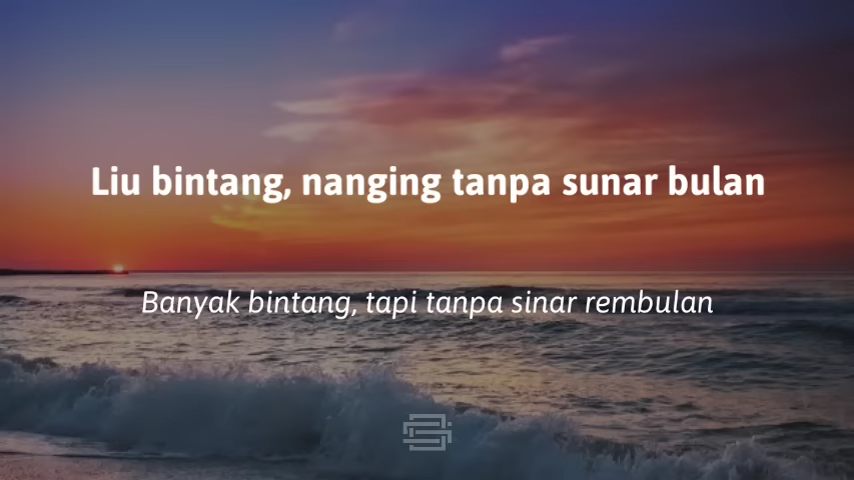 Liu bintang, nanging tanpa sunar bulan
Banyak bintang, tapi tanpa sinar rembulan